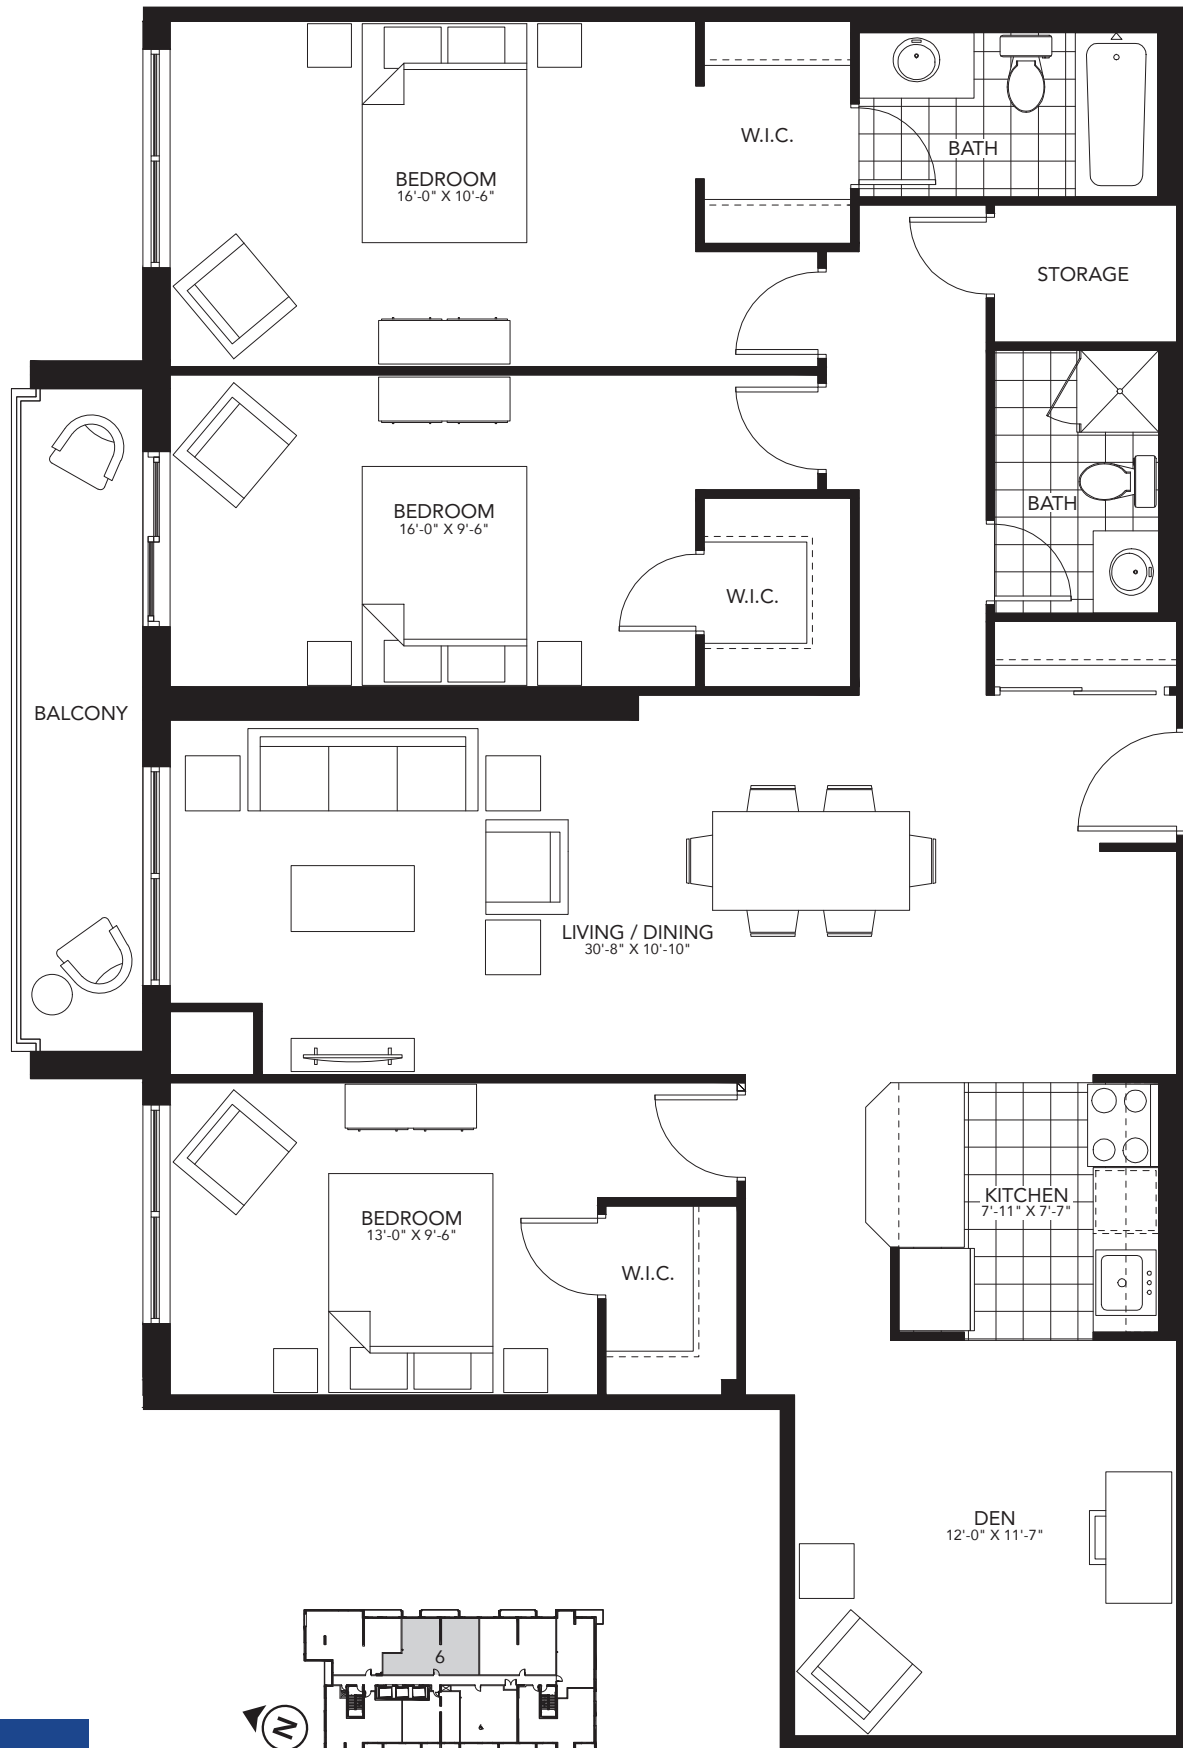 BEDROOM
16'-0" X 10'-6"
W.I.C.
BATH
STORAGE
BEDROOM
16'-0" X 9'-6"
W.I.C.
BATH
BALCONY
LIVING / DINING
30'-8" X 10'-10"
BEDROOM
13'-0" X 9'-6"
W.I.C.
KITCHEN
7'-11" X 7'-7"
DEN
12'-0" X 11'-7"
6
N